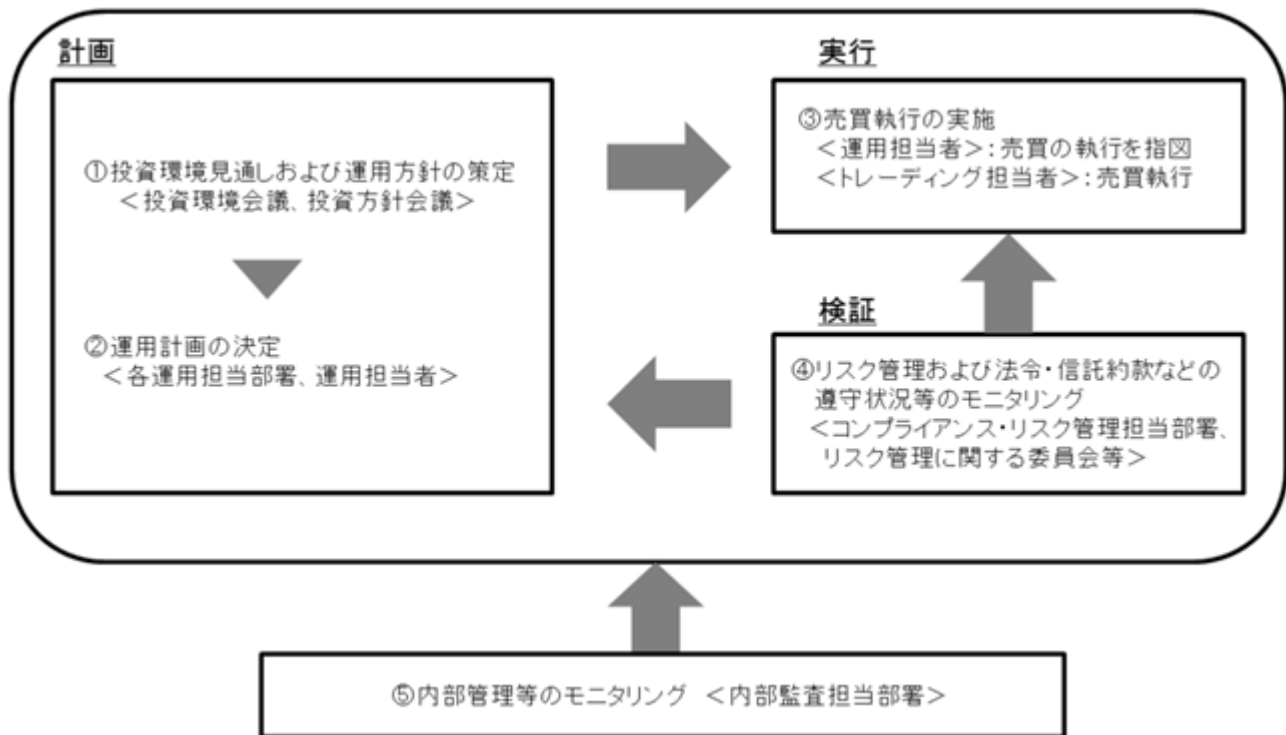 計画
①投資環境見通しおよび運用方針の策定
＜投資環境会議、投資方針会議＞
②運用計画の決定
＜各運用担当部署、運用担当者＞
実行
③売買執行の実施
＜運用担当者＞：売買の執行を指図
＜トレーディング担当者＞：売買執行
検証
④リスク管理および法令・信託約款などの
遵守状況等のモニタリング
＜コンプライアンス・リスク管理担当部署、
リスク管理に関する委員会等＞
⑤内部管理等のモニタリング ＜内部監査担当部署＞